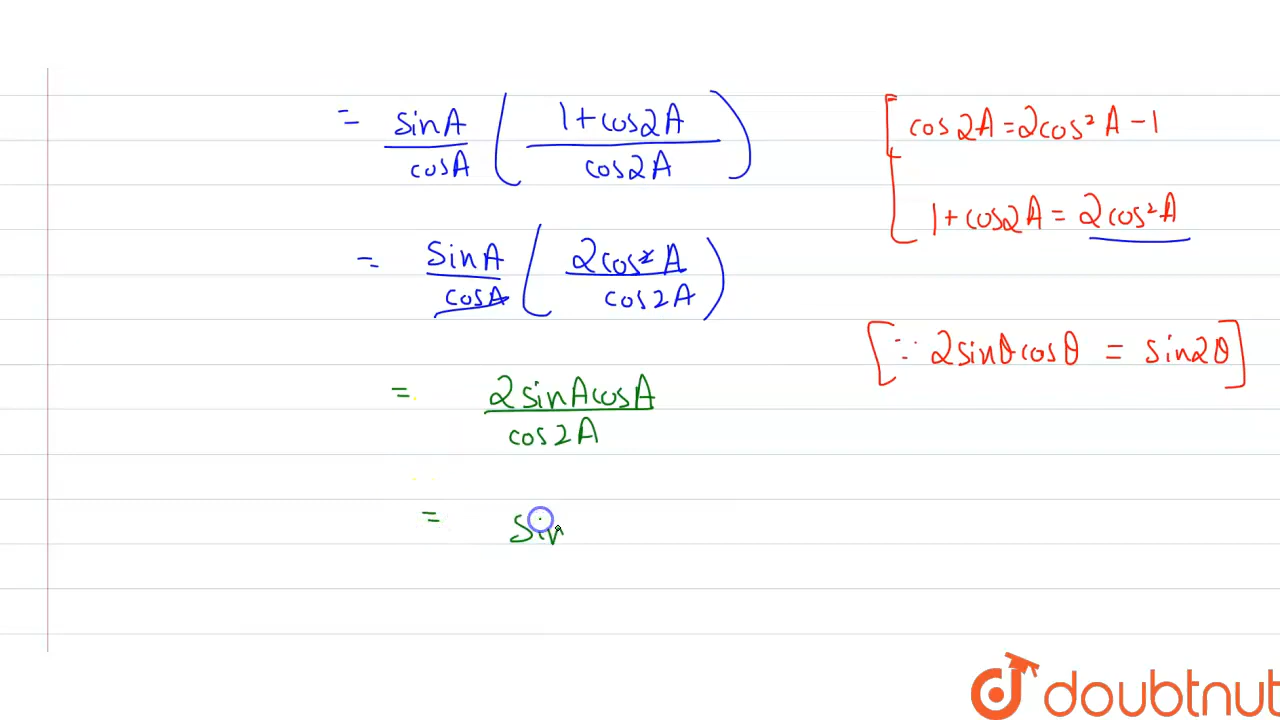 = sinA/cosA ( 1+cos2A/cos2A )
[ cos2A=2cos²A-1
1+cos2A= 2cos²A
= SinA/cosA ( 2cos²A/cos2A )
[∵ 2sinθcosθ = sin2θ]
= 2sinAcosA/cos2A
= Sin
doubtnut